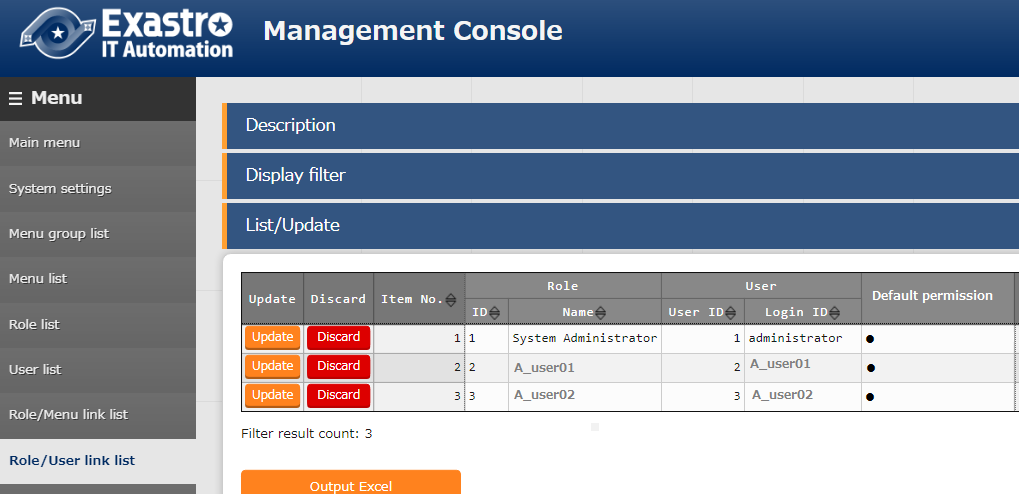 Exastro
IT Automation
Management Console
Menu
Main menu
System settings
Menu group list
Menu list
Role list
User list
Role/Menu link list
Role/User link list
Description
Display filter
List/Update
Update Discard Item No. Role User Default permission
ID Name User ID Login ID
Update Discard 1 1 System Administrator 1 administrator ●
Update Discard 2 2 A_user01 2 A_user01 ●
Update Discard 3 3 A_user02 3 A_user02 ●
Filter result count: 3
Output Excel